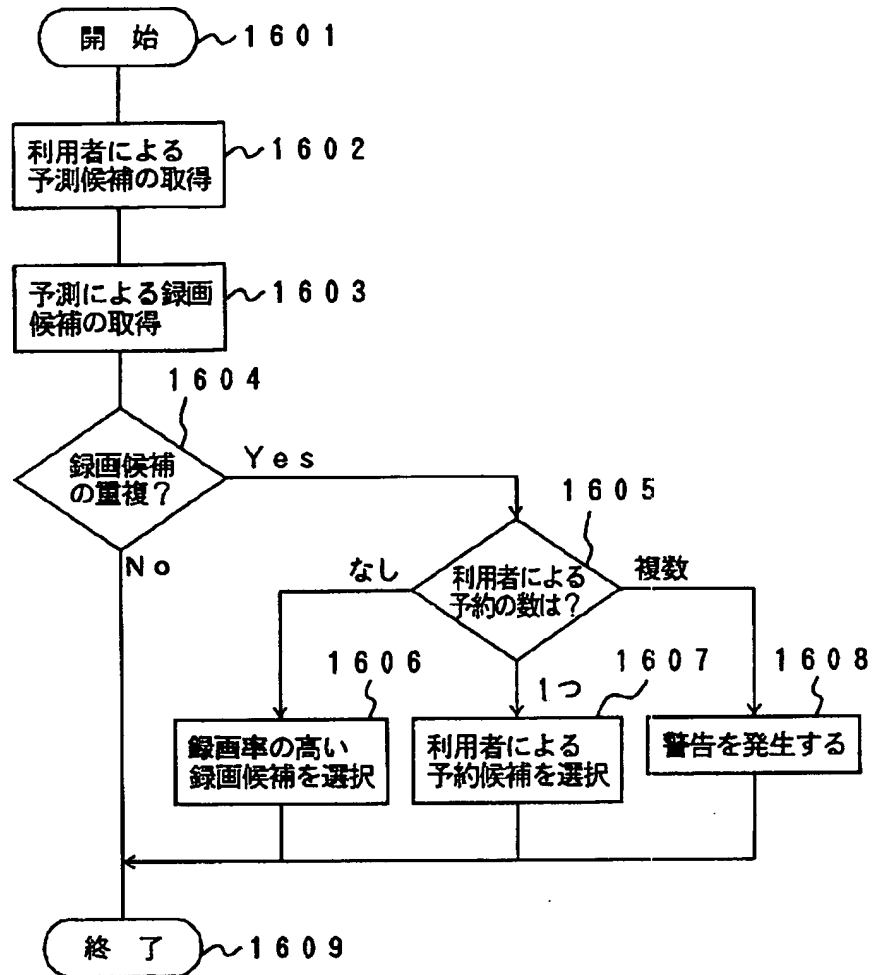 開 始
1601
利用者による
予測候補の取得
1602
予測による録画
候補の取得
1603
1604
録画候補
の重複？
Yes
No
1605
利用者による
予約の数は？
なし
複数
1つ
1606
録画率の高い
録画候補を選択
1607
利用者による
予約候補を選択
1608
警告を発生する
終 了
1609